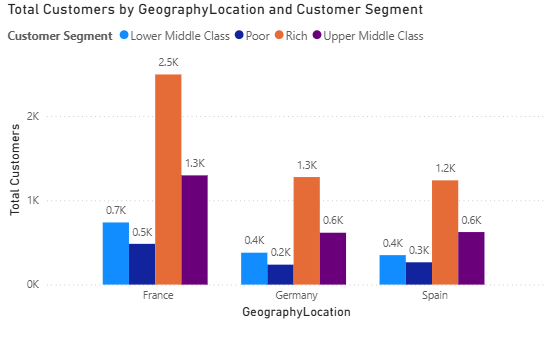 Total Customers by GeographyLocation and Customer Segment
Customer Segment Lower Middle Class Poor Rich Upper Middle Class
2.5K
2K
1.3K
1.3K
1.2K
Total Customers
1K
0.7K
0.5K
0.4K
0.2K
0.6K
0.4K
0.3K
0.6K
0K
France Germany Spain
GeographyLocation